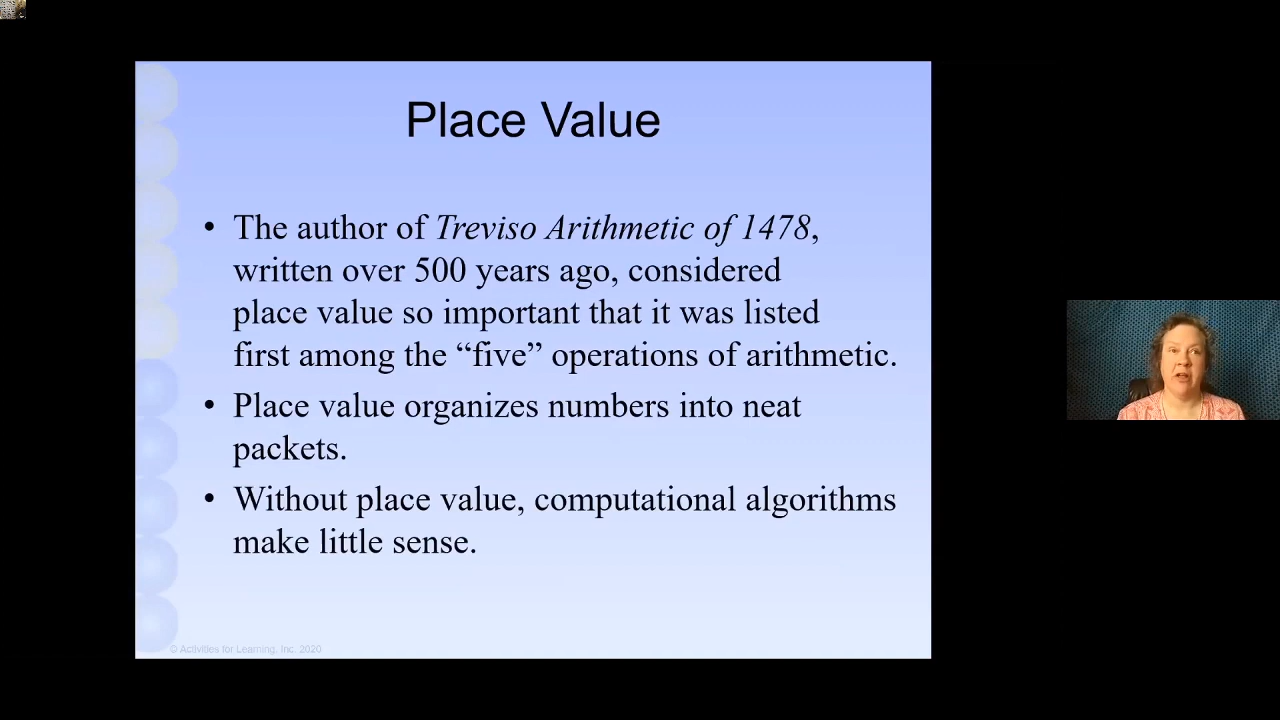 Place Value
• The author of Treviso Arithmetic of 1478,
written over 500 years ago, considered
place value so important that it was listed
first among the “five” operations of arithmetic.
• Place value organizes numbers into neat
packets.
• Without place value, computational algorithms
make little sense.
© Activities for Learning, Inc. 2020